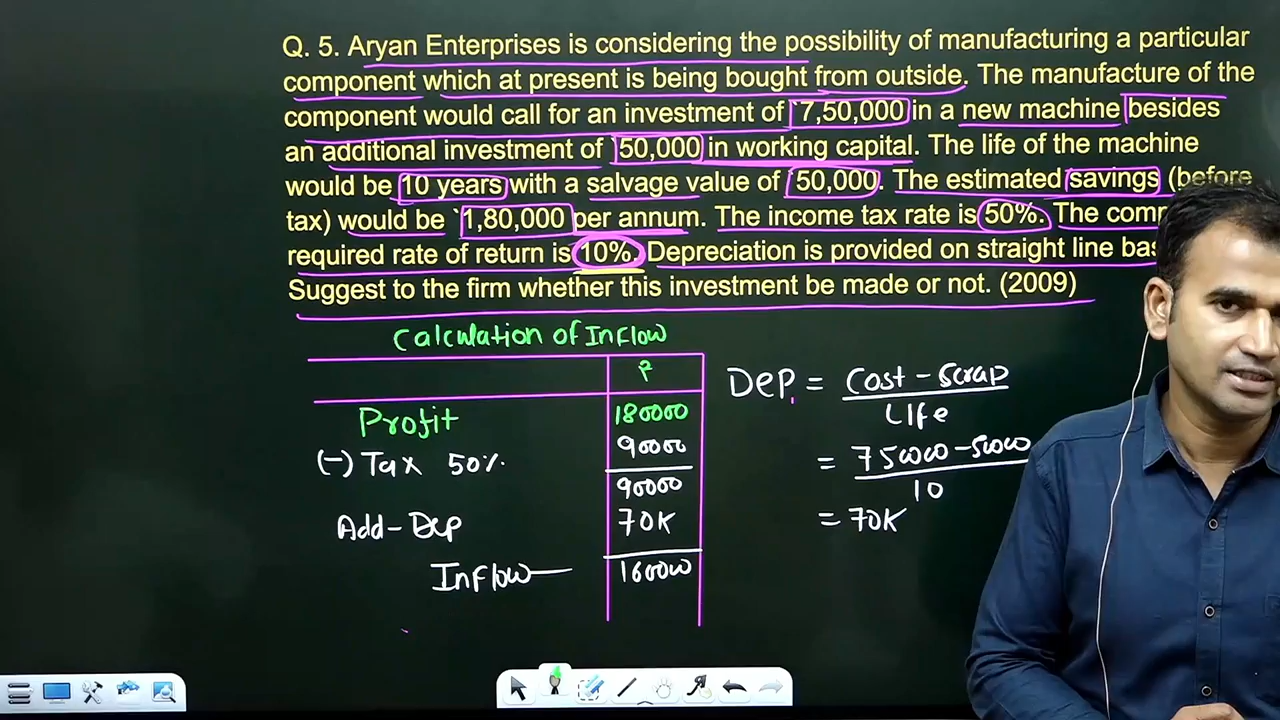 Q. 5. Aryan Enterprises is considering the possibility of manufacturing a particular
component which at present is being bought from outside. The manufacture of the
component would call for an investment of `7,50,000 in a new machine besides
an additional investment of `50,000 in working capital. The life of the machine
would be 10 years with a salvage value of `50,000. The estimated savings (before
tax) would be `1,80,000 per annum. The income tax rate is 50%. The
required rate of return is 10%. Depreciation is provided on straight line
Suggest to the firm whether this investment be made or not. (2009)
Calculation of Inflow
₹
Profit 180000
(-) Tax 50% 90000
90000
Add-Dep 70K
Inflow 160000
Dep. = Cost - Scrap
Life
= 750000 - 50000
10
= 70K